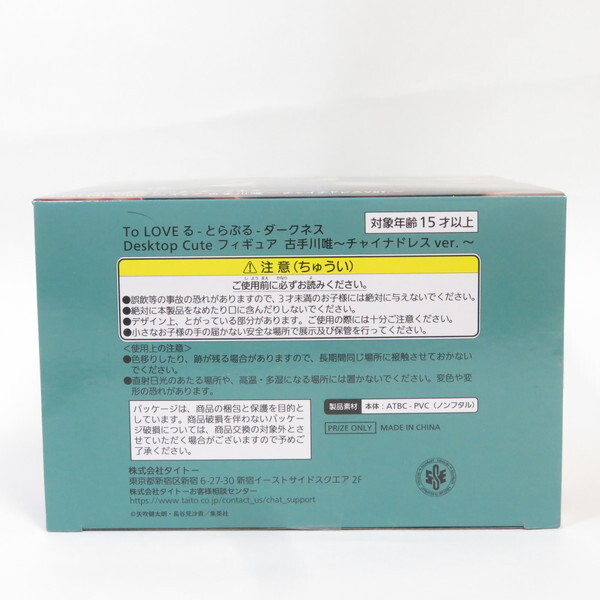 To LOVE る - とらぶる - ダークネス
対象年齢 15 才以上
Desktop Cute フィギュア 古手川唯～チャイナドレス ver. ～
⚠注意(ちゅうい)
ご使用前に必ずお読みください。
●誤飲等の事故の恐れがありますので、3才未満のお子様には絶対に与えないでください。
●絶対に本製品をなめたり口に含んだりしないでください。
●デザイン上、とがっている部分があります。ご使用の際には十分ご注意ください。
●小さなお子様の手の届かない安全な場所で展示及び保管を行ってください。
＜使用上の注意＞
●色移りしたり、跡が残る場合がありますので、長期間同じ場所に接触させておかない
でください。
●直射日光のあたる場所や、高温・多湿になる場所には置かないでください。変色や変
形の恐れがあります。
パッケージは、商品の梱包と保護を目的と
しています。商品破損を伴わないパッケー
ジ破損については、商品交換の対象外とさ
せていただく場合がございますので予めご
了承ください。
製品素材 本体：ATBC - PVC（ノンフタル）
PRIZE ONLY MADE IN CHINA
株式会社タイトー
東京都新宿区新宿 6-27-30 新宿イーストサイドスクエア 2F
株式会社タイトーお客様相談センター
https://www.taito.co.jp/contact_us/chat_support
©矢吹健太朗・長谷見沙貴／集英社